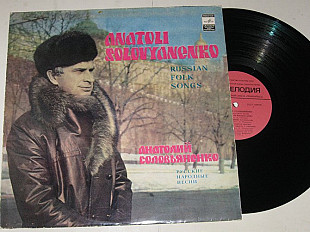 ANATOLI
SOLOVYANENKO
RUSSIAN
FOLK
SONGS
АНАТОЛИЙ
СОЛОВЬЯНЕНКО
РУССКИЕ
НАРОДНЫЕ
ПЕСНИ
МЕЛОДИЯ